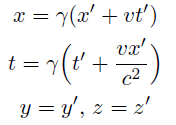 x = γ(x′ + vt′)
t = γ(t′ + vx′/c²)
y = y′, z = z′